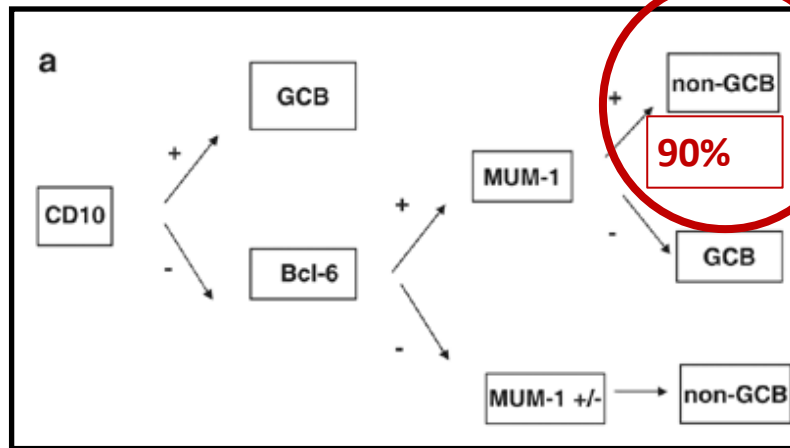 a
GCB
non-GCB
+
+
90%
MUM-1
CD10
+
-
GCB
-
Bcl-6
-
MUM-1 +/-
non-GCB